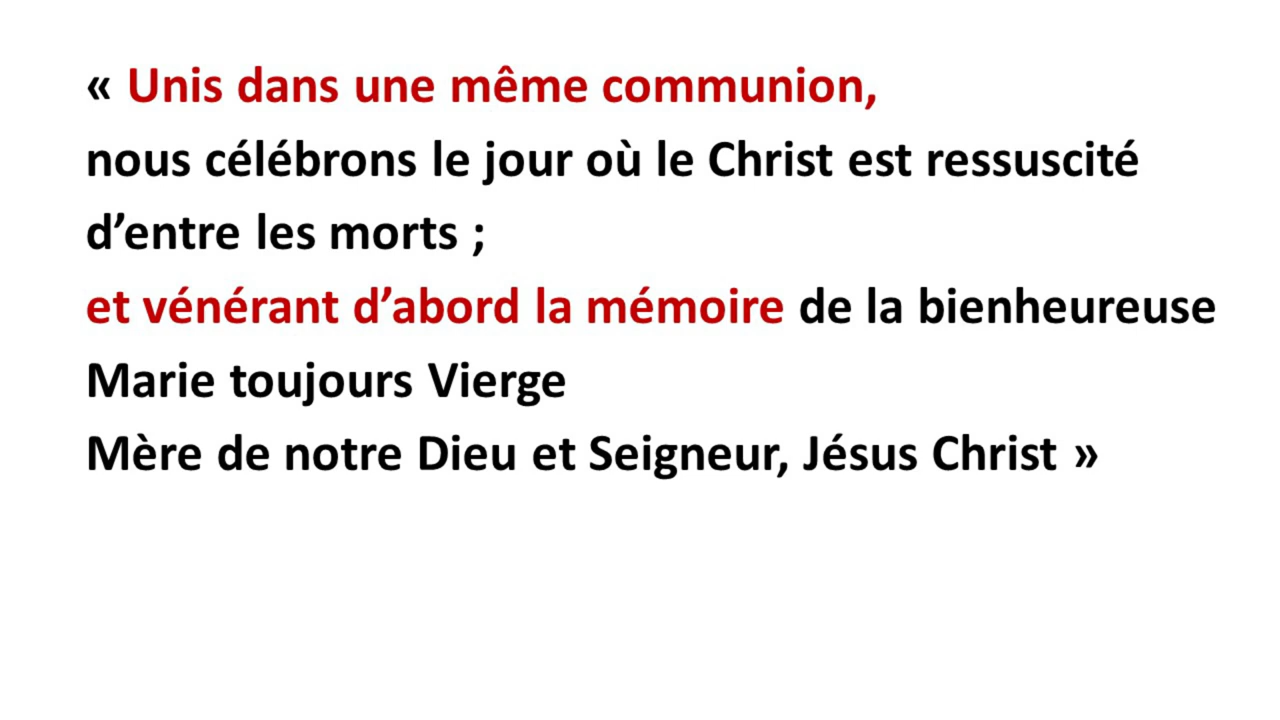 « Unis dans une même communion,
nous célébrons le jour où le Christ est ressuscité
d’entre les morts ;
et vénérant d’abord la mémoire de la bienheureuse
Marie toujours Vierge
Mère de notre Dieu et Seigneur, Jésus Christ »